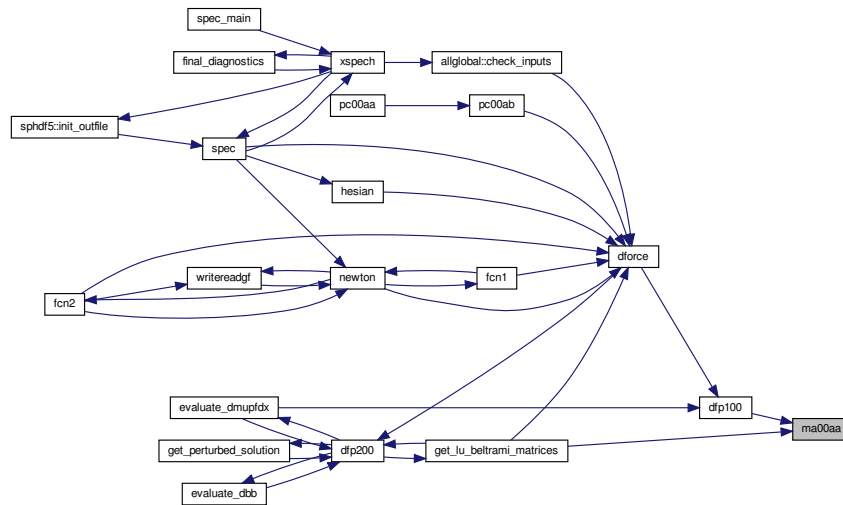 spec_main
final_diagnostics
xspech
allglobal::check_inputs
pc00aa
pc00ab
sphdf5::init_outfile
spec
hesian
dforce
writereadgf
newton
fcn1
fcn2
evaluate_dmupfdx
dfp100
ma00aa
get_perturbed_solution
dfp200
get_lu_beltrami_matrices
evaluate_dbb